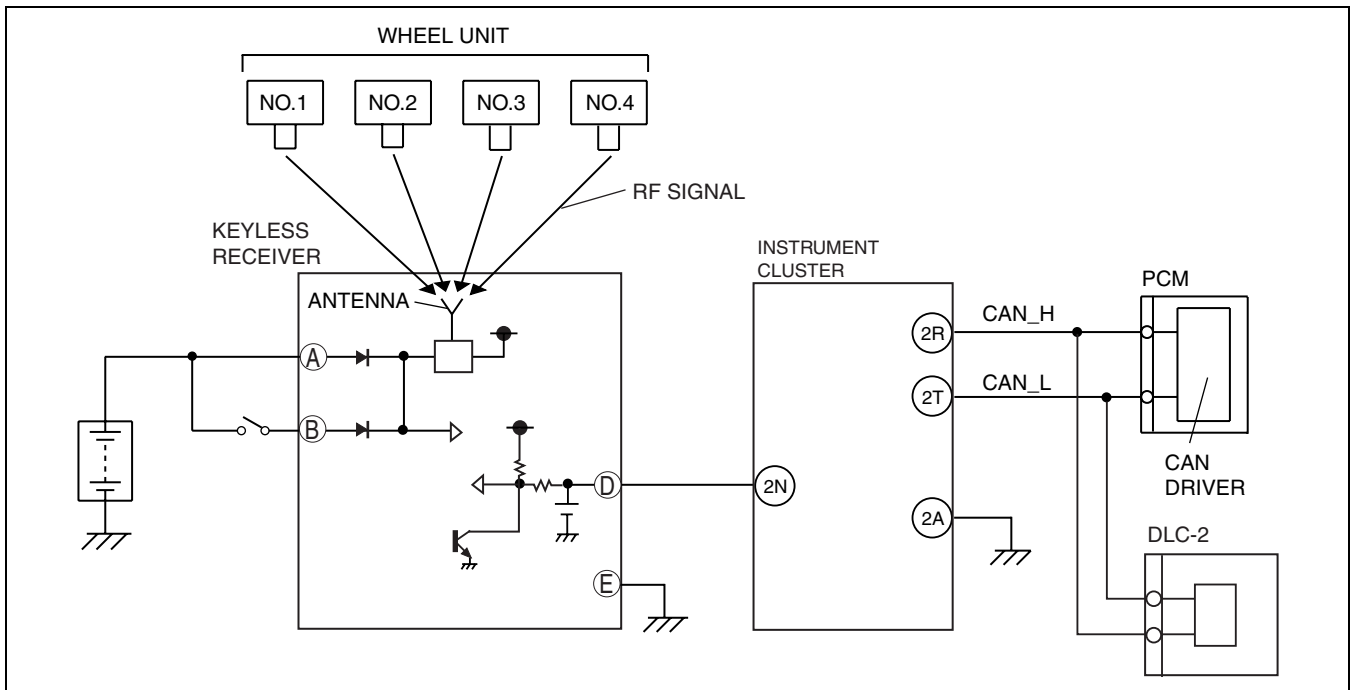 WHEEL UNIT
NO.1
NO.2
NO.3
NO.4
RF SIGNAL
KEYLESS
RECEIVER
ANTENNA
INSTRUMENT
CLUSTER
PCM
A
2R
CAN_H
2T
CAN_L
B
CAN
DRIVER
D
2N
2A
DLC-2
E